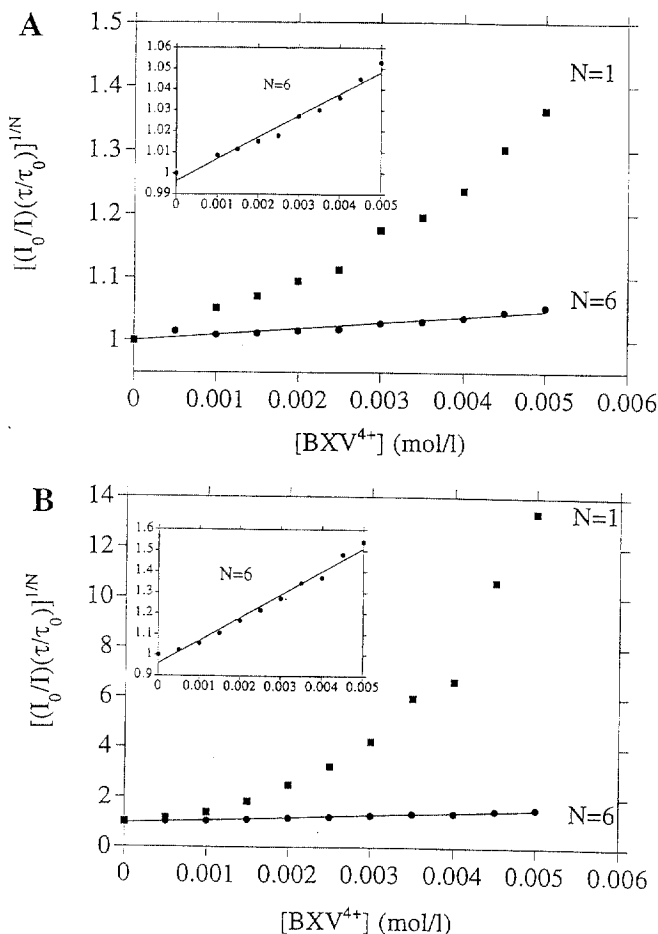 A
1.5
1.4
1.3
1.2
1.1
1
[(I₀/I)(τ/τ₀)]^1/N
1.06
1.05
1.04
1.03
1.02
1.01
1
0.99
N=6
0 0.001 0.002 0.003 0.004 0.005
N=1
N=6
0 0.001 0.002 0.003 0.004 0.005 0.006
[BXV⁴⁺] (mol/l)
B
14
12
10
8
6
4
2
0
[(I₀/I)(τ/τ₀)]^1/N
1.6
1.5
1.4
1.3
1.2
1.1
1
0.9
N=6
0 0.001 0.002 0.003 0.004 0.005
N=1
N=6
0 0.001 0.002 0.003 0.004 0.005 0.006
[BXV⁴⁺] (mol/l)